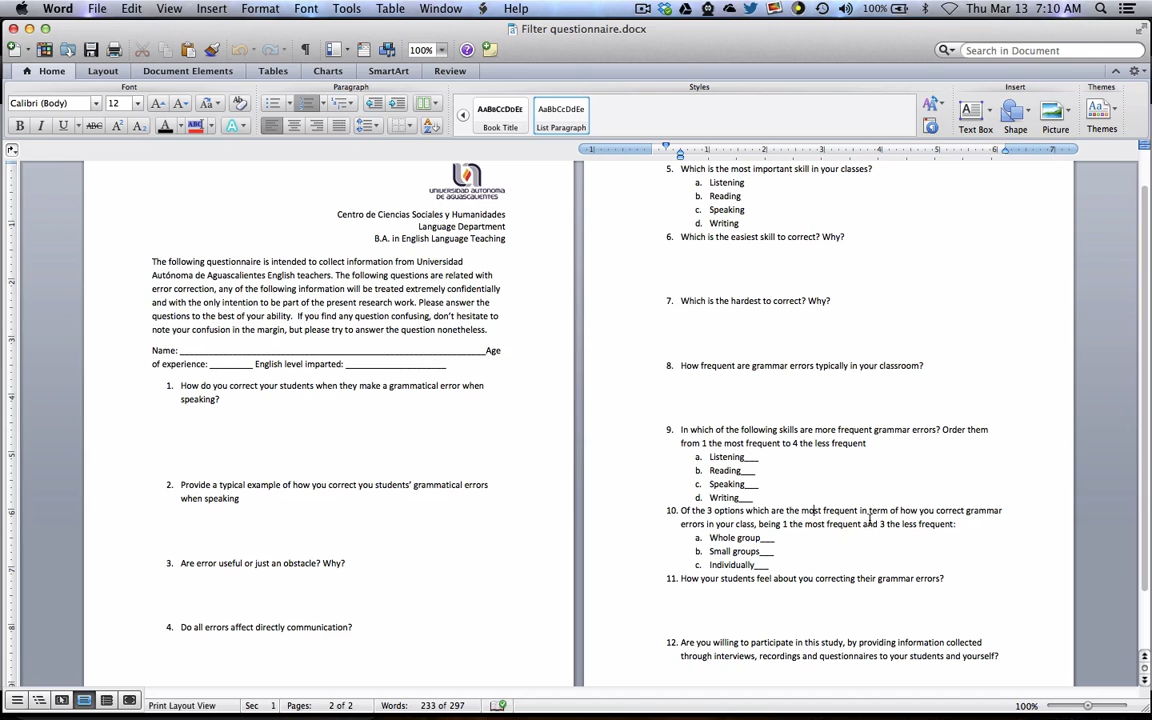 Word File Edit View Insert Format Font Tools Table Window Help 100% Thu Mar 13 7:10 AM
Filter questionnaire.docx
100% Search in Document
Home Layout Document Elements Tables Charts SmartArt Review
Font Paragraph Styles Insert Themes
Calibri (Body) 12
AABBCCDDEE AaBbCcDdEe
Book Title List Paragraph
Text Box Shape Picture Themes
UNIVERSIDAD AUTONOMA
DE AGUASCALIENTES
Centro de Ciencias Sociales y Humanidades
Language Department
B.A. in English Language Teaching
The following questionnaire is intended to collect information from Universidad
Autónoma de Aguascalientes English teachers. The following questions are related with
error correction, any of the following information will be treated extremely confidentially
and with the only intention to be part of the present research work. Please answer the
questions to the best of your ability. If you find any question confusing, don't hesitate to
note your confusion in the margin, but please try to answer the question nonetheless.
Name: ____________________Age
of experience: _________ English level imparted: ____________________
1. How do you correct your students when they make a grammatical error when
speaking?
2. Provide a typical example of how you correct you students' grammatical errors
when speaking
3. Are error useful or just an obstacle? Why?
4. Do all errors affect directly communication?
5. Which is the most important skill in your classes?
a. Listening
b. Reading
c. Speaking
d. Writing
6. Which is the easiest skill to correct? Why?
7. Which is the hardest to correct? Why?
8. How frequent are grammar errors typically in your classroom?
9. In which of the following skills are more frequent grammar errors? Order them
from 1 the most frequent to 4 the less frequent
a. Listening___
b. Reading___
c. Speaking___
d. Writing___
10. Of the 3 options which are the most frequent in term of how you correct grammar
errors in your class, being 1 the most frequent and 3 the less frequent:
a. Whole group___
b. Small groups___
c. Individually___
11. How your students feel about you correcting their grammar errors?
12. Are you willing to participate in this study, by providing information collected
through interviews, recordings and questionnaires to your students and yourself?
Print Layout View Sec 1 Pages: 2 of 2 Words: 233 of 297 100%